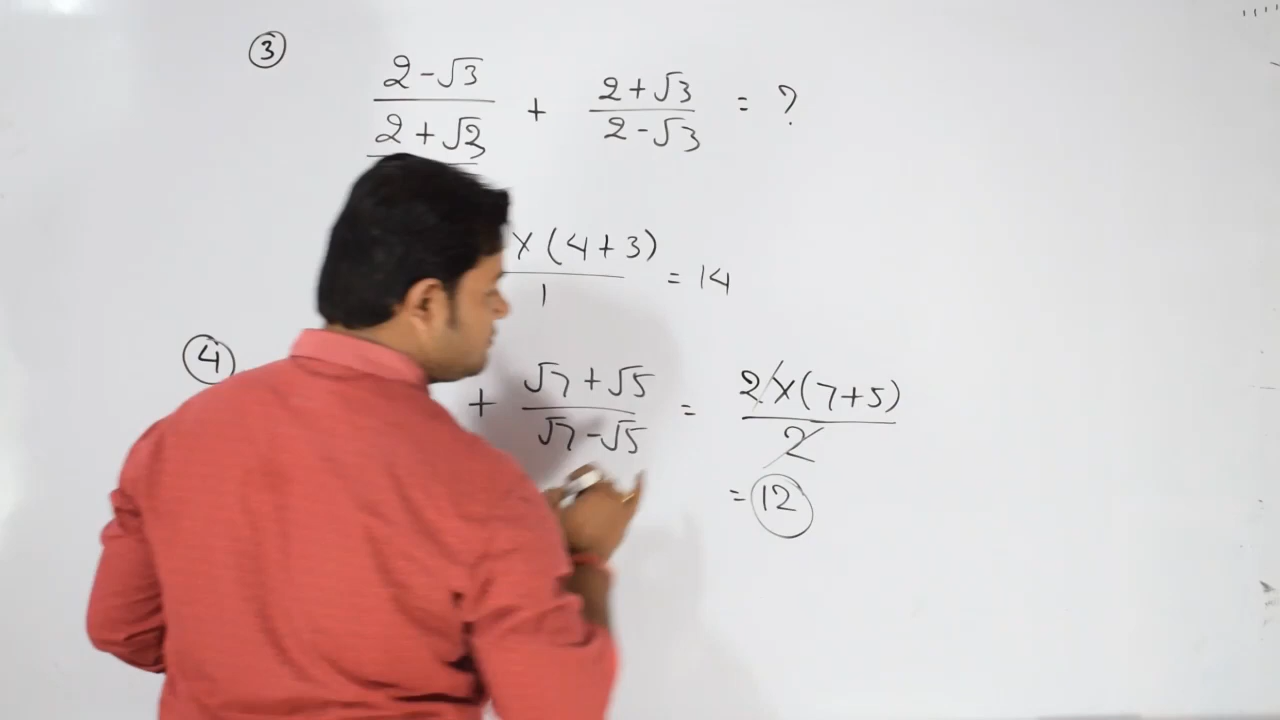 ③
2-√3 / 2+√3 + 2+√3 / 2-√3 = ?
x (4+3) / 1 = 14
④ + √7+√5 / √7-√5 = 2x(7+5) / 2
= 12